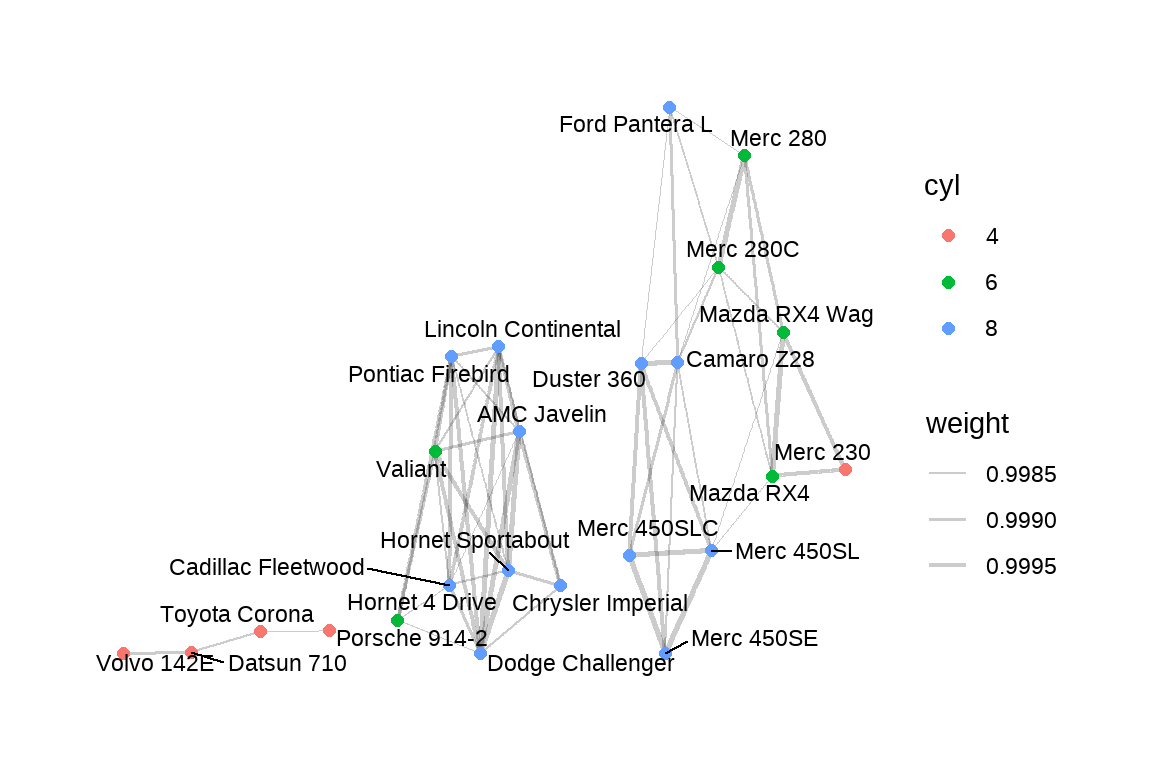 Ford Pantera L
Merc 280
cyl
4
Merc 280C
6
Mazda RX4 Wag
8
Lincoln Continental
Camaro Z28
Pontiac Firebird
Duster 360
AMC Javelin
weight
Merc 230
Valiant
0.9985
Mazda RX4
0.9990
Merc 450SLC
Hornet Sportabout
Merc 450SL
Cadillac Fleetwood
0.9995
Hornet 4 Drive
Chrysler Imperial
Toyota Corona
Porsche 914-2
Merc 450SE
Volvo 142E
Datsun 710
Dodge Challenger